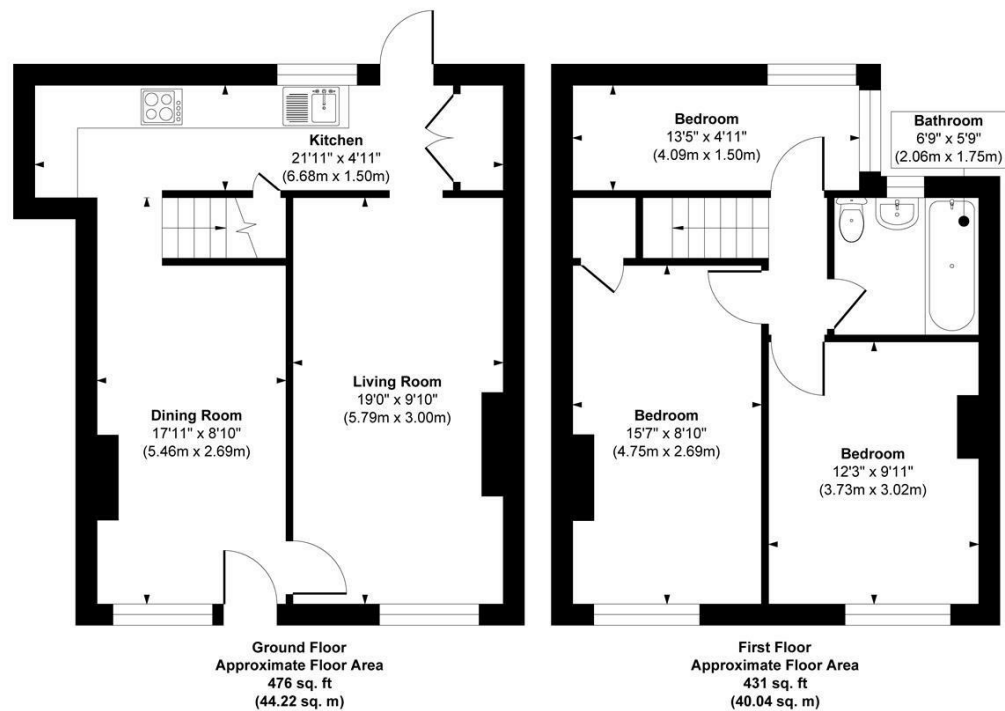 Kitchen
21'11" x 4'11"
(6.68m x 1.50m)
Living Room
19'0" x 9'10"
(5.79m x 3.00m)
Dining Room
17'11" x 8'10"
(5.46m x 2.69m)
Ground Floor
Approximate Floor Area
476 sq. ft
(44.22 sq. m)
Bedroom
13'5" x 4'11"
(4.09m x 1.50m)
Bathroom
6'9" x 5'9"
(2.06m x 1.75m)
Bedroom
15'7" x 8'10"
(4.75m x 2.69m)
Bedroom
12'3" x 9'11"
(3.73m x 3.02m)
First Floor
Approximate Floor Area
431 sq. ft
(40.04 sq. m)